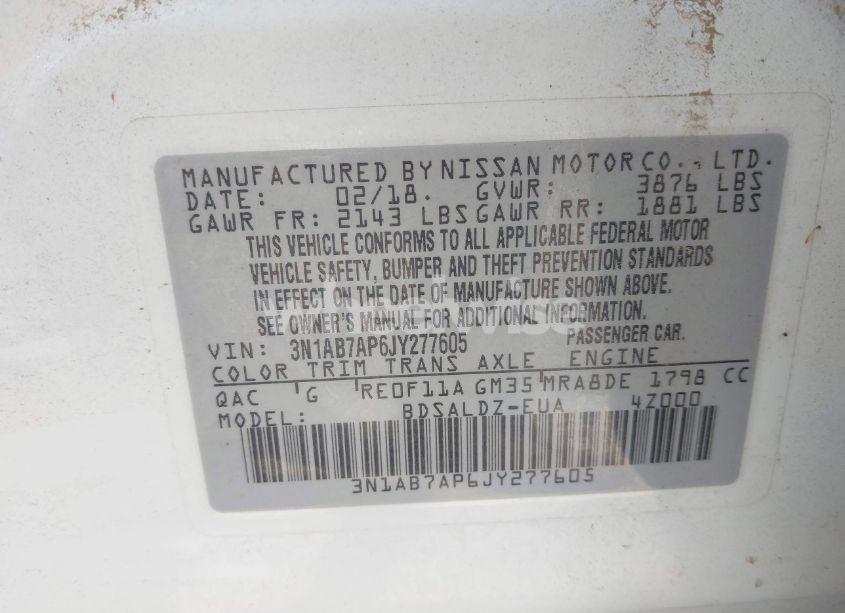 MANUFACTURED BY NISSAN MOTOR CO., LTD.
DATE: 02/18. GVWR: 3876 LBS
GAWR FR: 2143 LBS GAWR RR: 1881 LBS
THIS VEHICLE CONFORMS TO ALL APPLICABLE FEDERAL MOTOR
VEHICLE SAFETY, BUMPER AND THEFT PREVENTION STANDARDS
IN EFFECT ON THE DATE OF MANUFACTURE SHOWN ABOVE.
SEE OWNER'S MANUAL FOR ADDITIONAL INFORMATION.
VIN: 3N1AB7AP6JY277605 PASSENGER CAR.
COLOR TRIM TRANS AXLE ENGINE
QAC G RE0F11A GM35 MRA8DE 1798 CC
MODEL: BDSALDZ-EUA 4Z000
3N1AB7AP6JY277605